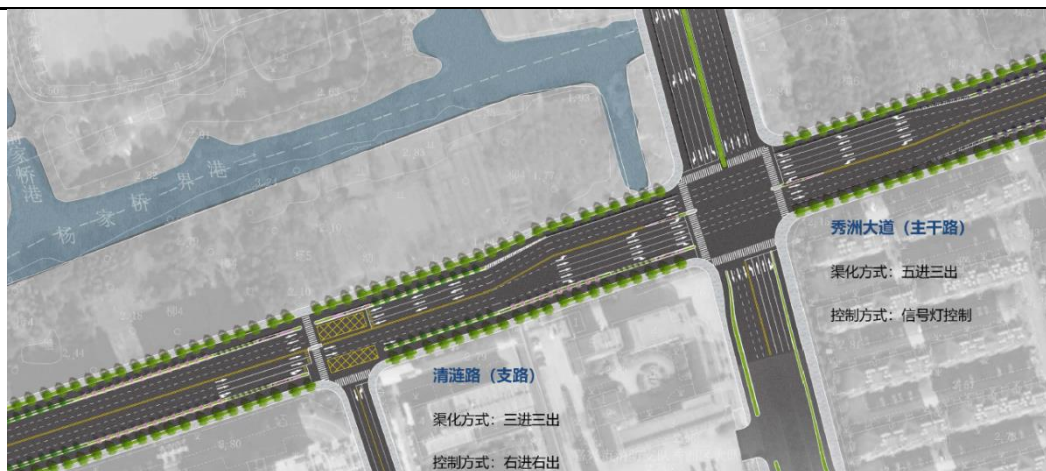 杨家桥界港
秀洲大道（主干路）
渠化方式：五进三出
控制方式：信号灯控制
清涟路（支路）
渠化方式：三进三出
控制方式：右进右出